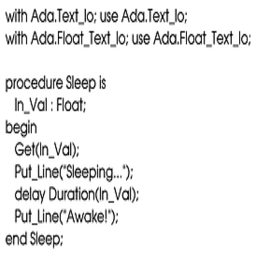 with Ada.Text_Io; use Ada.Text_Io;
with Ada.Float_Text_Io; use Ada.Float_Text_Io;

procedure Sleep is
   In_Val : Float;
begin
   Get(In_Val);
   Put_Line("Sleeping...");
   delay Duration(In_Val);
   Put_Line("Awake!");
end Sleep;